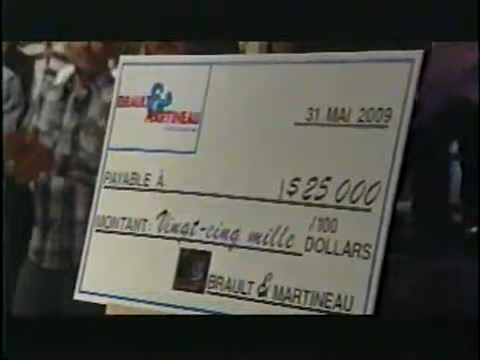 BRAULT &
MARTINEAU
31 MAI 2009
PAYABLE À
$25 000
MONTANT: Vingt-cinq mille /100 DOLLARS
BRAULT & MARTINEAU